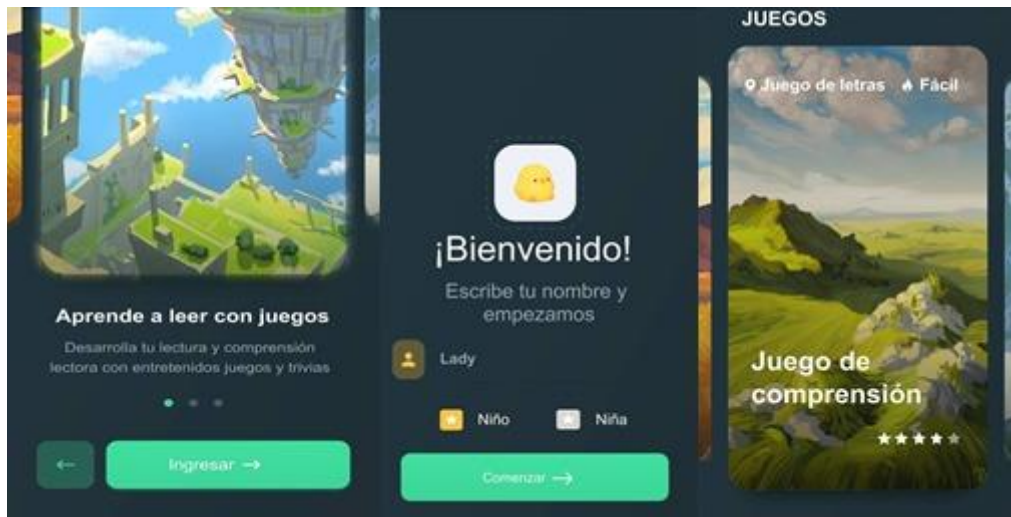 Aprende a leer con juegos
Desarrolla tu lectura y comprensión
lectora con entretenidos juegos y trivias
Ingresar →
¡Bienvenido!
Escribe tu nombre y
empezamos
Lady
Niño Niña
Comenzar →
JUEGOS
Juego de letras Fácil
Juego de
comprensión